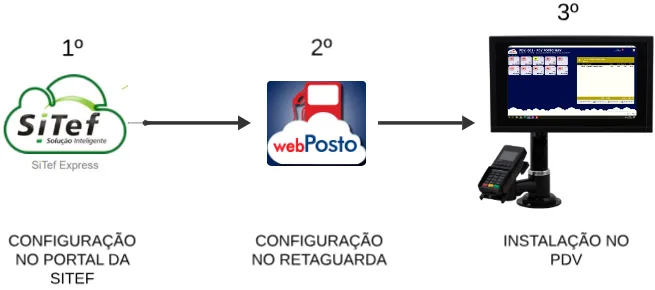 1º
2º
3º
SiTef
Solução Inteligente
SiTef Express
webPosto
CONFIGURAÇÃO
NO PORTAL DA
SITEF
CONFIGURAÇÃO
NO RETAGUARDA
INSTALAÇÃO NO
PDV